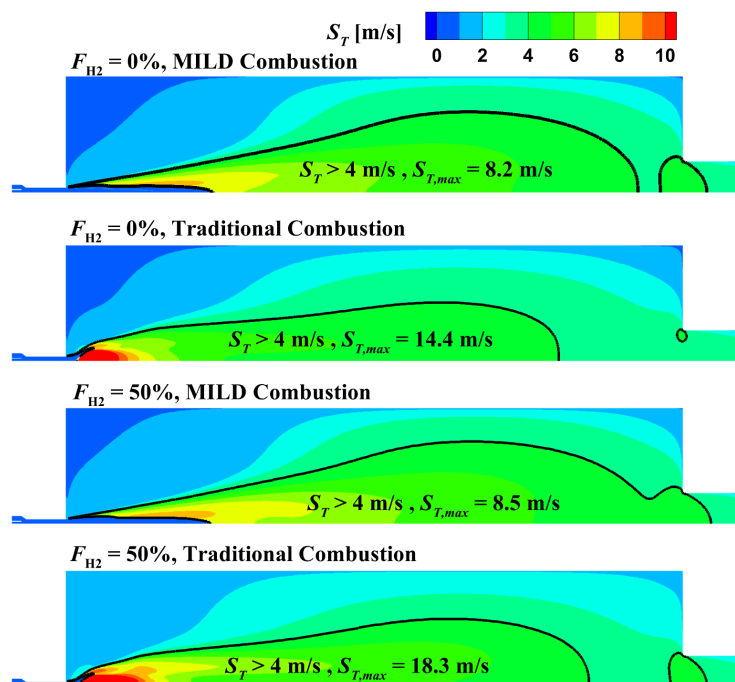 S_T [m/s]
0 2 4 6 8 10
F_H2 = 0%, MILD Combustion
S_T > 4 m/s , S_T,max = 8.2 m/s
F_H2 = 0%, Traditional Combustion
S_T > 4 m/s , S_T,max = 14.4 m/s
F_H2 = 50%, MILD Combustion
S_T > 4 m/s , S_T,max = 8.5 m/s
F_H2 = 50%, Traditional Combustion
S_T > 4 m/s , S_T,max = 18.3 m/s